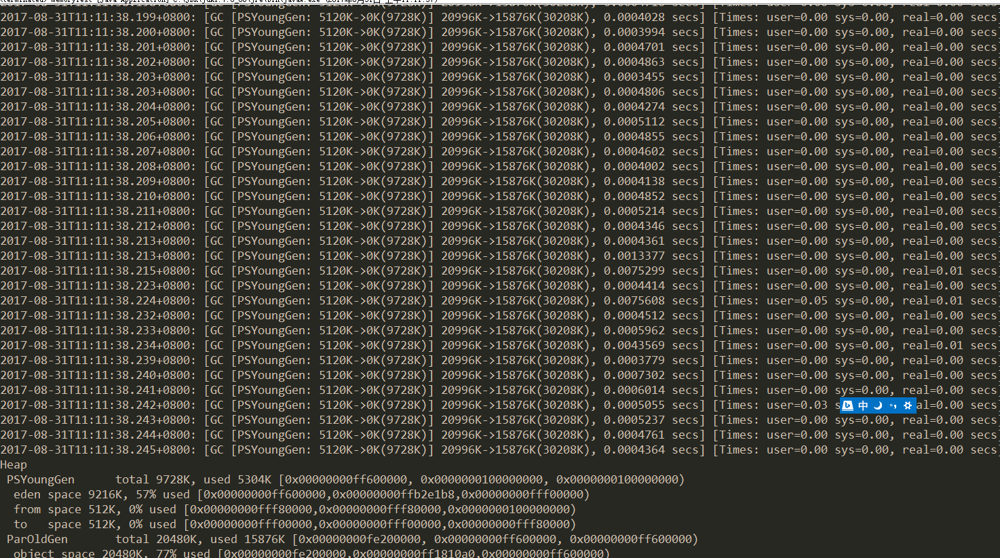 <terminated> memoryTest [Java Application]
2017-08-31T11:11:38.199+0800: [GC [PSYoungGen: 5120K->0K(9728K)] 20996K->15876K(30208K), 0.0004028 secs] [Times: user=0.00 sys=0.00, real=0.00 secs]
2017-08-31T11:11:38.200+0800: [GC [PSYoungGen: 5120K->0K(9728K)] 20996K->15876K(30208K), 0.0003994 secs] [Times: user=0.00 sys=0.00, real=0.00 secs]
2017-08-31T11:11:38.201+0800: [GC [PSYoungGen: 5120K->0K(9728K)] 20996K->15876K(30208K), 0.0004701 secs] [Times: user=0.00 sys=0.00, real=0.00 secs]
2017-08-31T11:11:38.202+0800: [GC [PSYoungGen: 5120K->0K(9728K)] 20996K->15876K(30208K), 0.0004863 secs] [Times: user=0.00 sys=0.00, real=0.00 secs]
2017-08-31T11:11:38.203+0800: [GC [PSYoungGen: 5120K->0K(9728K)] 20996K->15876K(30208K), 0.0003455 secs] [Times: user=0.00 sys=0.00, real=0.00 secs]
2017-08-31T11:11:38.203+0800: [GC [PSYoungGen: 5120K->0K(9728K)] 20996K->15876K(30208K), 0.0004806 secs] [Times: user=0.00 sys=0.00, real=0.00 secs]
2017-08-31T11:11:38.204+0800: [GC [PSYoungGen: 5120K->0K(9728K)] 20996K->15876K(30208K), 0.0004274 secs] [Times: user=0.00 sys=0.00, real=0.00 secs]
2017-08-31T11:11:38.205+0800: [GC [PSYoungGen: 5120K->0K(9728K)] 20996K->15876K(30208K), 0.0005112 secs] [Times: user=0.00 sys=0.00, real=0.00 secs]
2017-08-31T11:11:38.206+0800: [GC [PSYoungGen: 5120K->0K(9728K)] 20996K->15876K(30208K), 0.0004855 secs] [Times: user=0.00 sys=0.00, real=0.00 secs]
2017-08-31T11:11:38.207+0800: [GC [PSYoungGen: 5120K->0K(9728K)] 20996K->15876K(30208K), 0.0004602 secs] [Times: user=0.00 sys=0.00, real=0.00 secs]
2017-08-31T11:11:38.208+0800: [GC [PSYoungGen: 5120K->0K(9728K)] 20996K->15876K(30208K), 0.0004002 secs] [Times: user=0.00 sys=0.00, real=0.00 secs]
2017-08-31T11:11:38.209+0800: [GC [PSYoungGen: 5120K->0K(9728K)] 20996K->15876K(30208K), 0.0004138 secs] [Times: user=0.00 sys=0.00, real=0.00 secs]
2017-08-31T11:11:38.210+0800: [GC [PSYoungGen: 5120K->0K(9728K)] 20996K->15876K(30208K), 0.0004852 secs] [Times: user=0.00 sys=0.00, real=0.00 secs]
2017-08-31T11:11:38.211+0800: [GC [PSYoungGen: 5120K->0K(9728K)] 20996K->15876K(30208K), 0.0005214 secs] [Times: user=0.00 sys=0.00, real=0.00 secs]
2017-08-31T11:11:38.212+0800: [GC [PSYoungGen: 5120K->0K(9728K)] 20996K->15876K(30208K), 0.0004346 secs] [Times: user=0.00 sys=0.00, real=0.00 secs]
2017-08-31T11:11:38.213+0800: [GC [PSYoungGen: 5120K->0K(9728K)] 20996K->15876K(30208K), 0.0004361 secs] [Times: user=0.00 sys=0.00, real=0.00 secs]
2017-08-31T11:11:38.213+0800: [GC [PSYoungGen: 5120K->0K(9728K)] 20996K->15876K(30208K), 0.0013377 secs] [Times: user=0.00 sys=0.00, real=0.00 secs]
2017-08-31T11:11:38.215+0800: [GC [PSYoungGen: 5120K->0K(9728K)] 20996K->15876K(30208K), 0.0075299 secs] [Times: user=0.00 sys=0.00, real=0.01 secs]
2017-08-31T11:11:38.223+0800: [GC [PSYoungGen: 5120K->0K(9728K)] 20996K->15876K(30208K), 0.0004414 secs] [Times: user=0.00 sys=0.00, real=0.00 secs]
2017-08-31T11:11:38.224+0800: [GC [PSYoungGen: 5120K->0K(9728K)] 20996K->15876K(30208K), 0.0075608 secs] [Times: user=0.05 sys=0.00, real=0.01 secs]
2017-08-31T11:11:38.232+0800: [GC [PSYoungGen: 5120K->0K(9728K)] 20996K->15876K(30208K), 0.0004512 secs] [Times: user=0.00 sys=0.00, real=0.00 secs]
2017-08-31T11:11:38.233+0800: [GC [PSYoungGen: 5120K->0K(9728K)] 20996K->15876K(30208K), 0.0005962 secs] [Times: user=0.00 sys=0.00, real=0.00 secs]
2017-08-31T11:11:38.234+0800: [GC [PSYoungGen: 5120K->0K(9728K)] 20996K->15876K(30208K), 0.0043569 secs] [Times: user=0.00 sys=0.00, real=0.01 secs]
2017-08-31T11:11:38.239+0800: [GC [PSYoungGen: 5120K->0K(9728K)] 20996K->15876K(30208K), 0.0003779 secs] [Times: user=0.00 sys=0.00, real=0.00 secs]
2017-08-31T11:11:38.240+0800: [GC [PSYoungGen: 5120K->0K(9728K)] 20996K->15876K(30208K), 0.0007302 secs] [Times: user=0.00 sys=0.00, real=0.00 secs]
2017-08-31T11:11:38.241+0800: [GC [PSYoungGen: 5120K->0K(9728K)] 20996K->15876K(30208K), 0.0006014 secs] [Times: user=0.00 sys=0.00, real=0.00 secs]
2017-08-31T11:11:38.242+0800: [GC [PSYoungGen: 5120K->0K(9728K)] 20996K->15876K(30208K), 0.0005055 secs] [Times: user=0.03 s 中 al=0.00 secs]
2017-08-31T11:11:38.243+0800: [GC [PSYoungGen: 5120K->0K(9728K)] 20996K->15876K(30208K), 0.0005237 secs] [Times: user=0.00 sys=0.00, real=0.00 secs]
2017-08-31T11:11:38.244+0800: [GC [PSYoungGen: 5120K->0K(9728K)] 20996K->15876K(30208K), 0.0004761 secs] [Times: user=0.00 sys=0.00, real=0.00 secs]
2017-08-31T11:11:38.245+0800: [GC [PSYoungGen: 5120K->0K(9728K)] 20996K->15876K(30208K), 0.0004364 secs] [Times: user=0.00 sys=0.00, real=0.00 secs]
Heap
PSYoungGen total 9728K, used 5304K [0x00000000ff600000, 0x0000000100000000, 0x0000000100000000)
eden space 9216K, 57% used [0x00000000ff600000,0x00000000ffb2e1b8,0x00000000fff00000)
from space 512K, 0% used [0x00000000fff80000,0x00000000fff80000,0x0000000100000000)
to space 512K, 0% used [0x00000000fff00000,0x00000000fff00000,0x00000000fff80000)
ParOldGen total 20480K, used 15876K [0x00000000fe200000, 0x00000000ff600000, 0x00000000ff600000)
object space 20480K, 77% used [0x00000000fe200000,0x00000000ff1810a0,0x00000000ff600000)